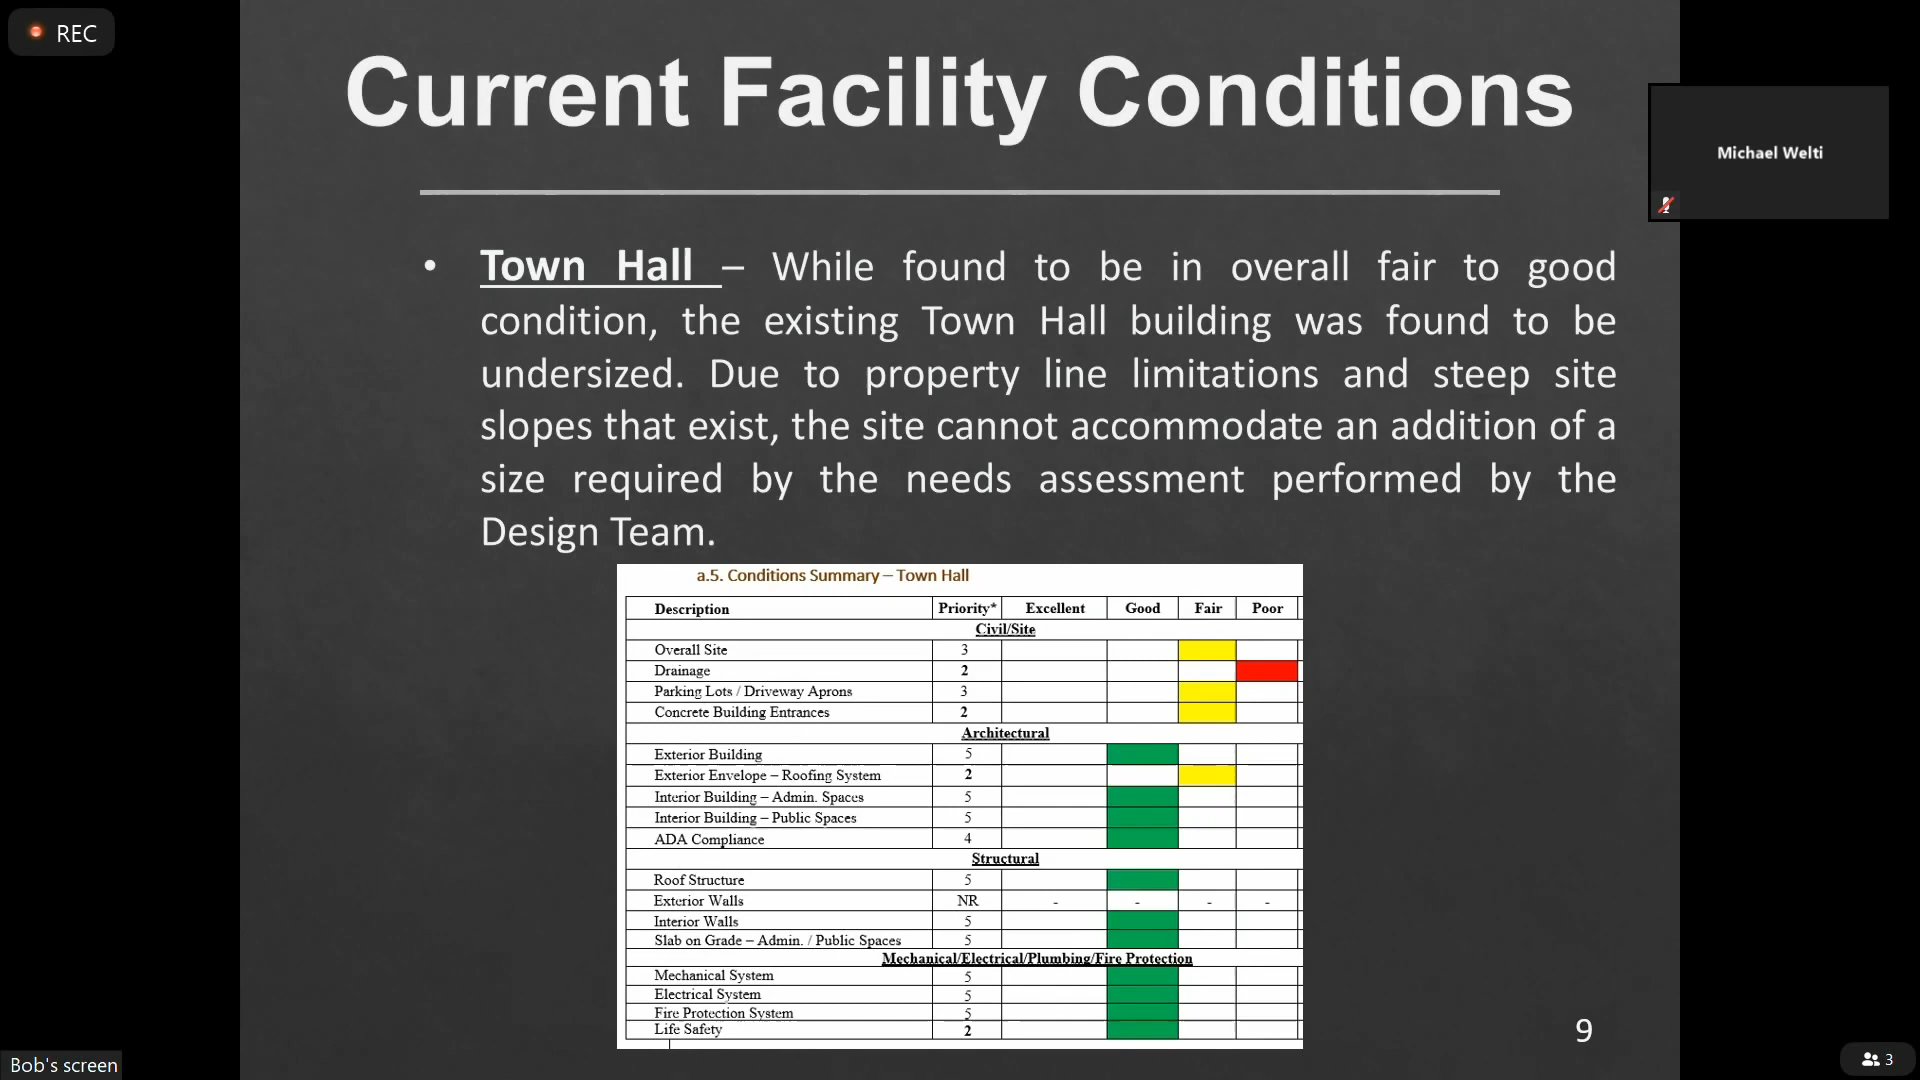 REC
Current Facility Conditions
Michael Welti
• Town Hall – While found to be in overall fair to good
condition, the existing Town Hall building was found to be
undersized. Due to property line limitations and steep site
slopes that exist, the site cannot accommodate an addition of a
size required by the needs assessment performed by the
Design Team.
a.5. Conditions Summary – Town Hall
Description Priority* Excellent Good Fair Poor
Civil/Site
Overall Site 3
Drainage 2
Parking Lots / Driveway Aprons 3
Concrete Building Entrances 2
Architectural
Exterior Building 5
Exterior Envelope – Roofing System 2
Interior Building – Admin. Spaces 5
Interior Building – Public Spaces 5
ADA Compliance 4
Structural
Roof Structure 5
Exterior Walls NR - - - -
Interior Walls 5
Slab on Grade – Admin. / Public Spaces 5
Mechanical/Electrical/Plumbing/Fire Protection
Mechanical System 5
Electrical System 5
Fire Protection System 5
Life Safety 2
9
Bob's screen
3